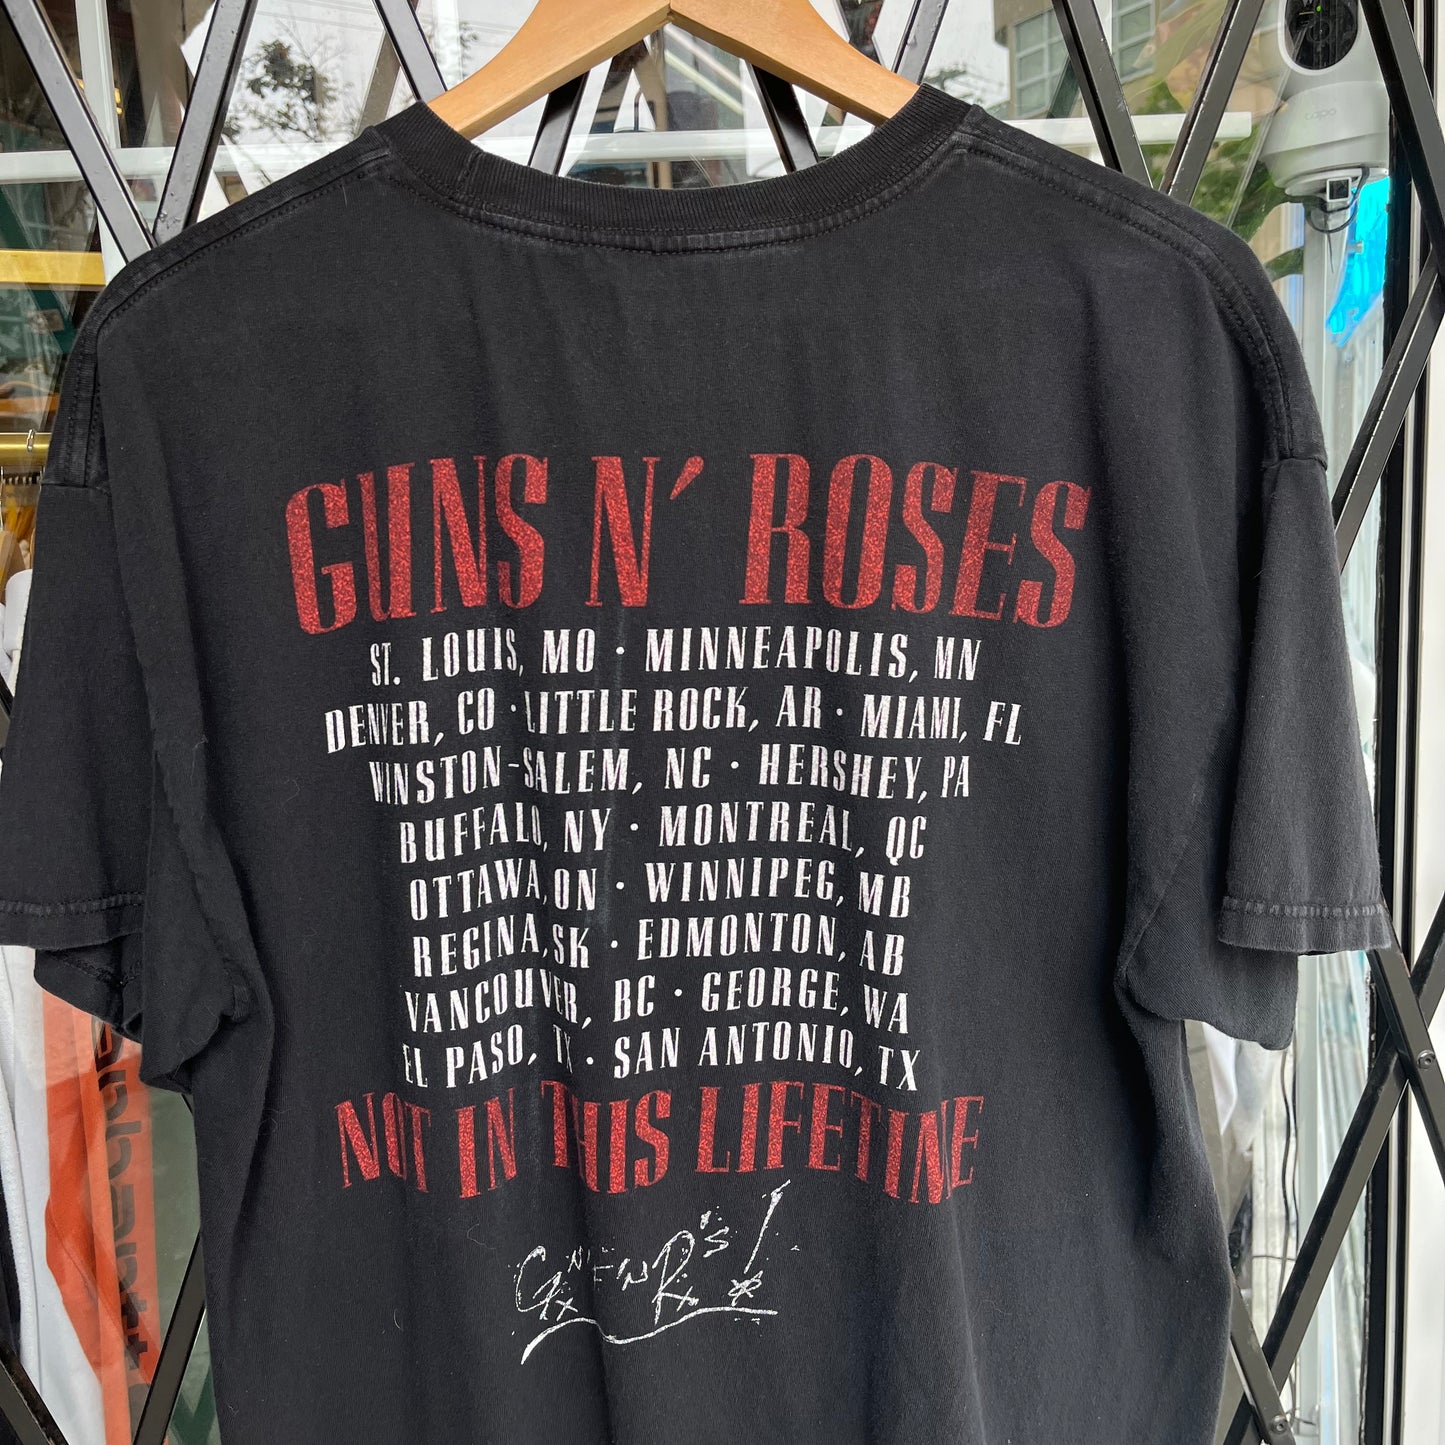 GUNS N' ROSES
ST. LOUIS, MO · MINNEAPOLIS, MN
DENVER, CO · LITTLE ROCK, AR · MIAMI, FL
WINSTON-SALEM, NC · HERSHEY, PA
BUFFALO, NY · MONTREAL, QC
OTTAWA, ON · WINNIPEG, MB
REGINA, SK · EDMONTON, AB
VANCOUVER, BC · GEORGE, WA
EL PASO, TX · SAN ANTONIO, TX
NOT IN THIS LIFETIME
tapo